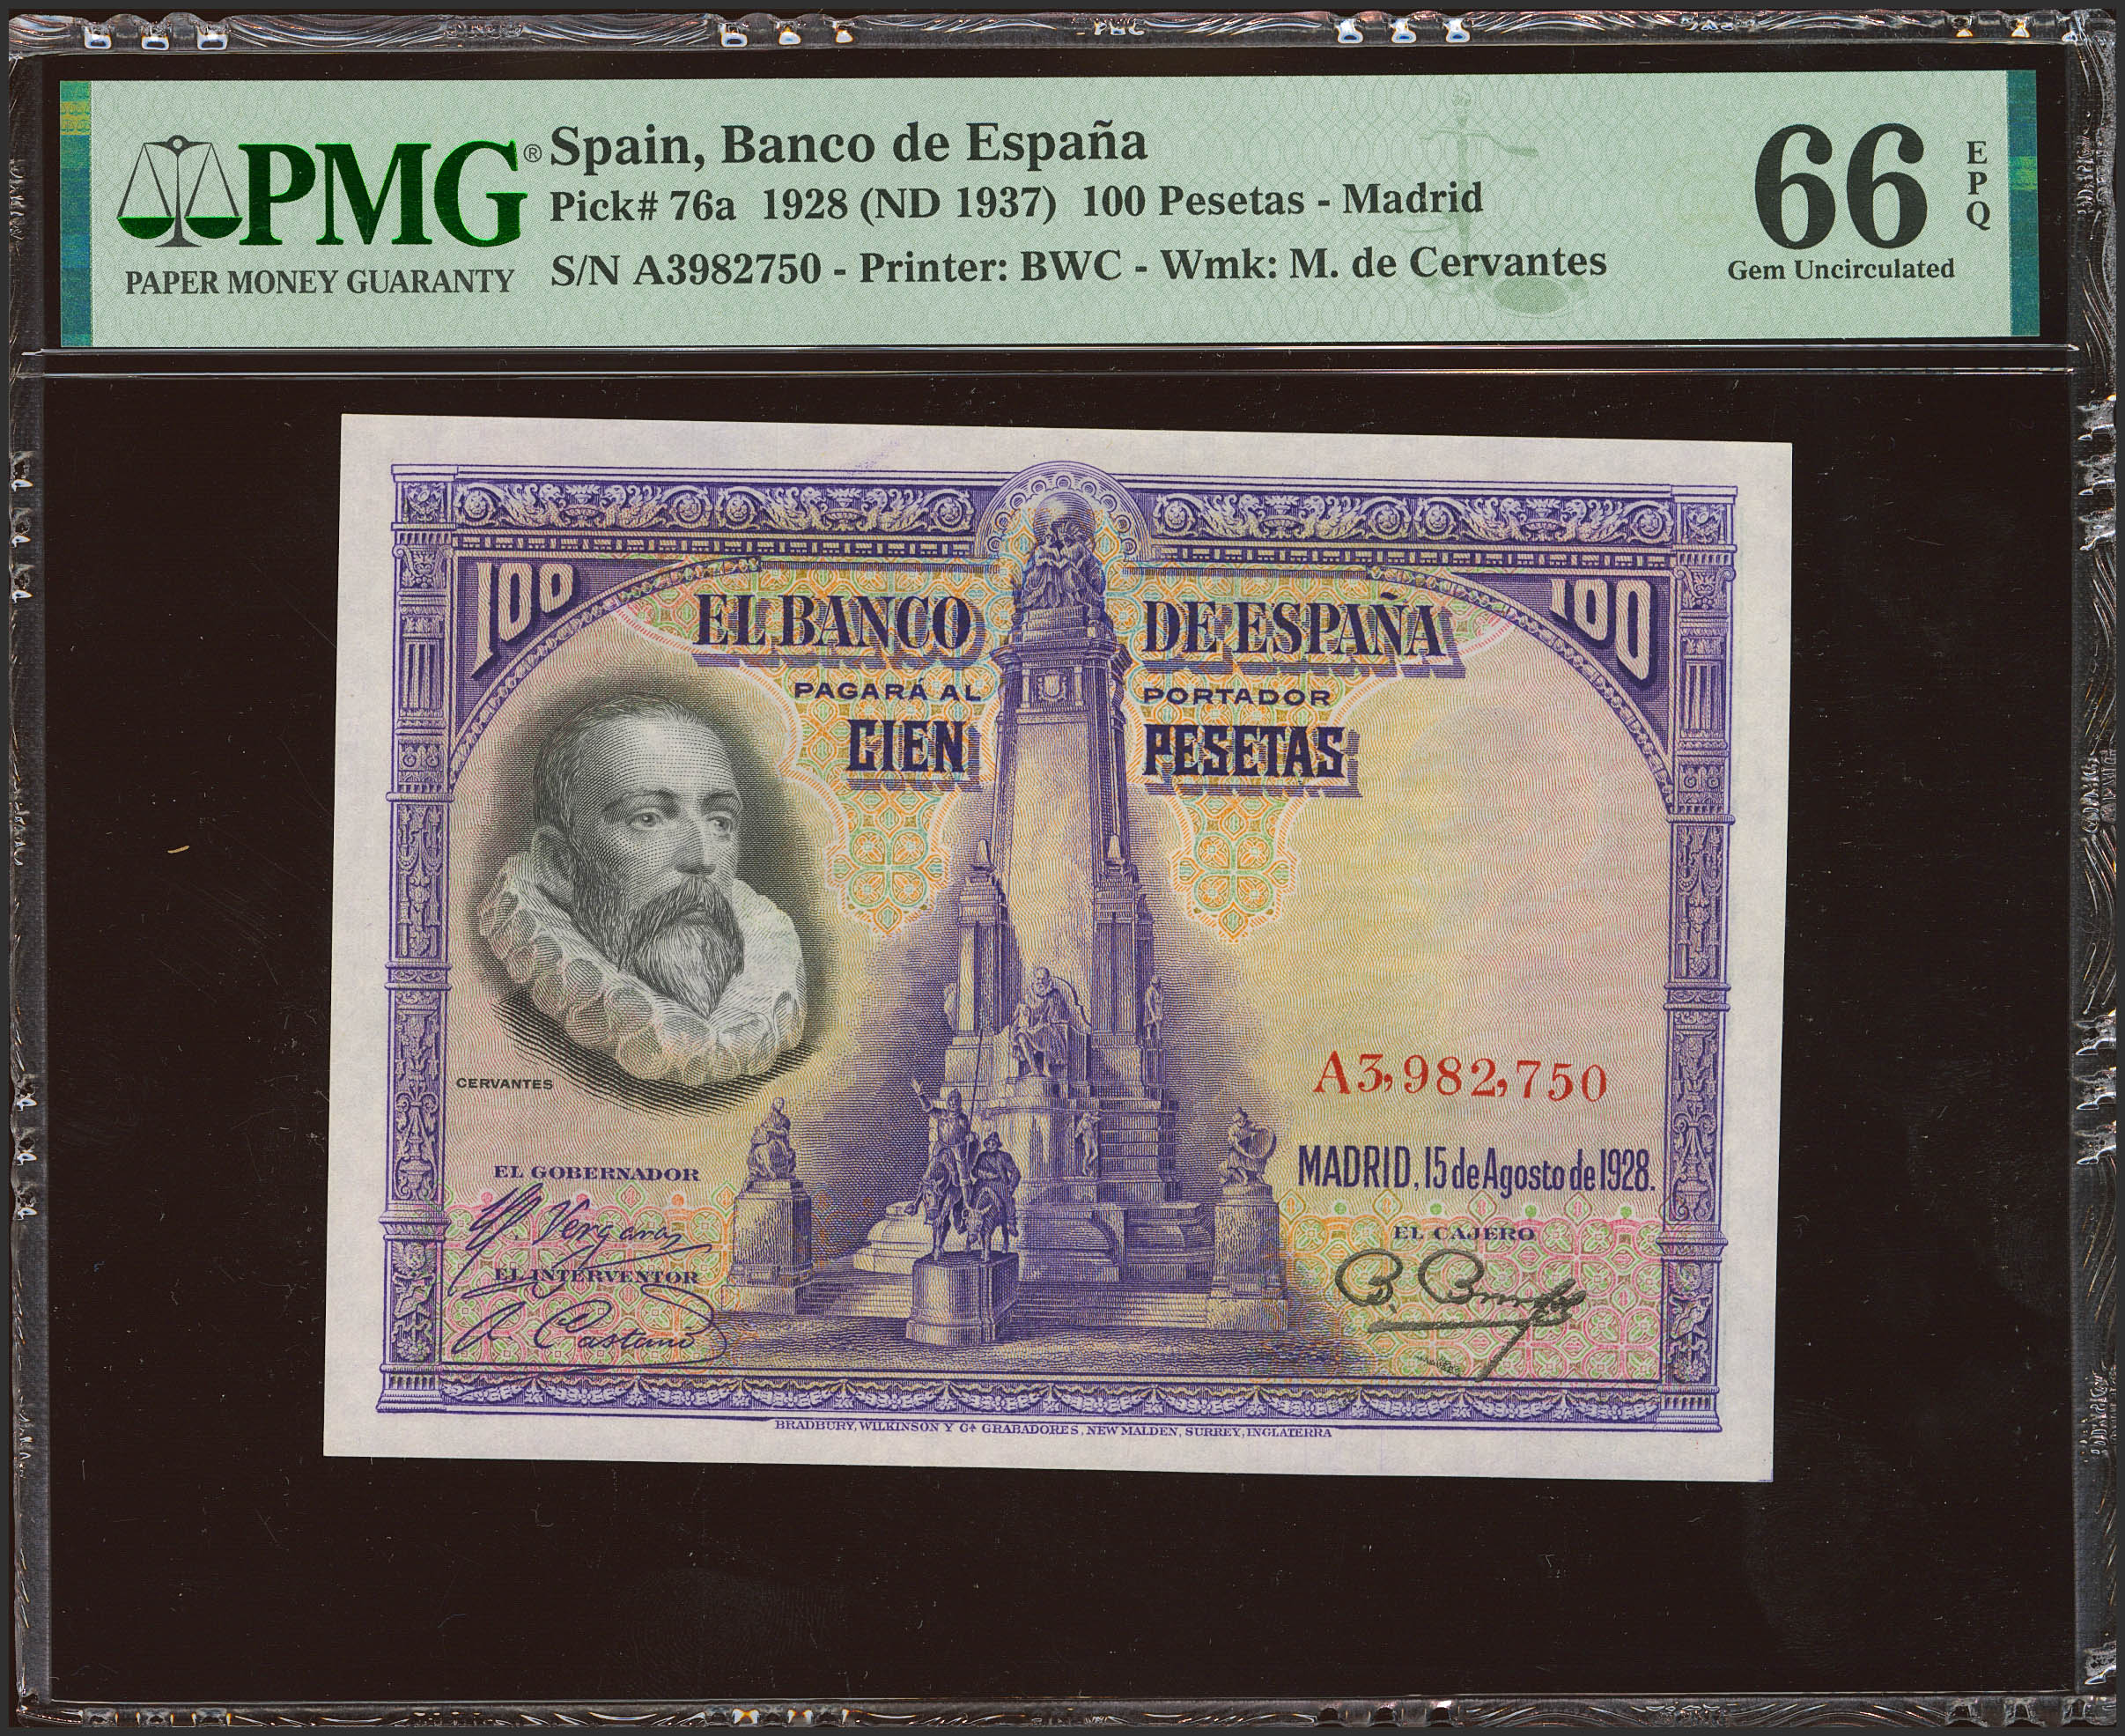 PMG
PMG® Spain, Banco de España
Pick# 76a 1928 (ND 1937) 100 Pesetas - Madrid
PAPER MONEY GUARANTY S/N A3982750 - Printer: BWC - Wmk: M. de Cervantes
66 EPQ
Gem Uncirculated
100 100
EL BANCO DE ESPAÑA
PAGARÁ AL PORTADOR
CIEN PESETAS
CERVANTES
A3,982,750
MADRID, 15 de Agosto de 1928.
EL GOBERNADOR
EL CAJERO
EL INTERVENTOR
BRADBURY, WILKINSON Y Cª GRABADORES, NEW MALDEN, SURREY, INGLATERRA